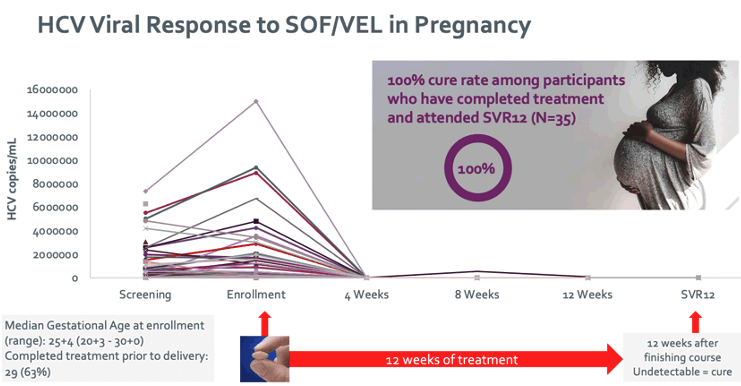 HCV Viral Response to SOF/VEL in Pregnancy
100% cure rate among participants
who have completed treatment
and attended SVR12 (N=35)
100%
HCV copies/mL
16000000
14000000
12000000
10000000
8000000
6000000
4000000
2000000
0
Screening
Enrollment
4 Weeks
8 Weeks
12 Weeks
SVR12
Median Gestational Age at enrollment
(range): 25+4 (20+3 - 30+0)
Completed treatment prior to delivery:
29 (63%)
12 weeks of treatment
12 weeks after
finishing course
Undetectable = cure